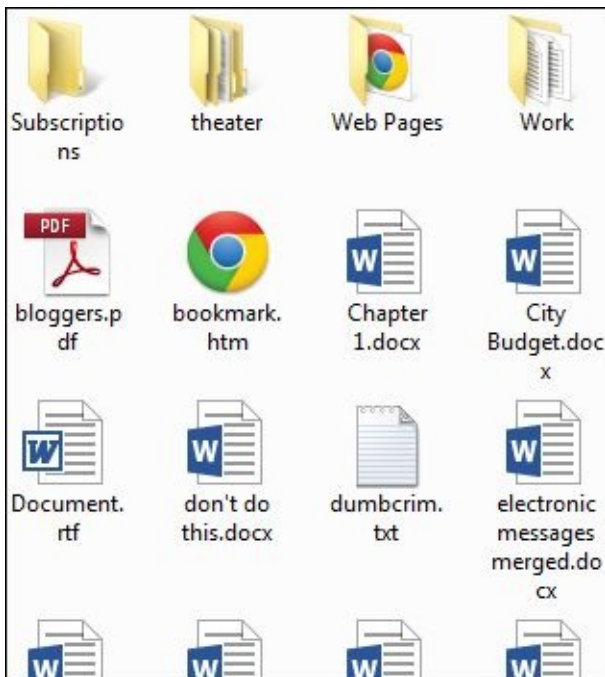 Subscriptio
ns
theater
Web Pages
Work
PDF
bloggers.p
df
bookmark.
htm
Chapter
1.docx
City
Budget.doc
x
Document.
rtf
don't do
this.docx
dumbcrim.
txt
electronic
messages
merged.do
cx